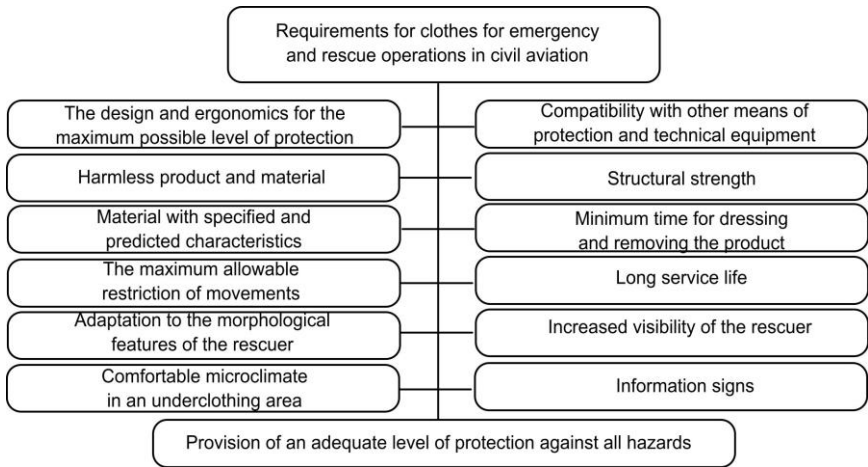 Requirements for clothes for emergency
and rescue operations in civil aviation
The design and ergonomics for the
maximum possible level of protection
Compatibility with other means of
protection and technical equipment
Harmless product and material
Structural strength
Material with specified and
predicted characteristics
Minimum time for dressing
and removing the product
The maximum allowable
restriction of movements
Long service life
Adaptation to the morphological
features of the rescuer
Increased visibility of the rescuer
Comfortable microclimate
in an underclothing area
Information signs
Provision of an adequate level of protection against all hazards